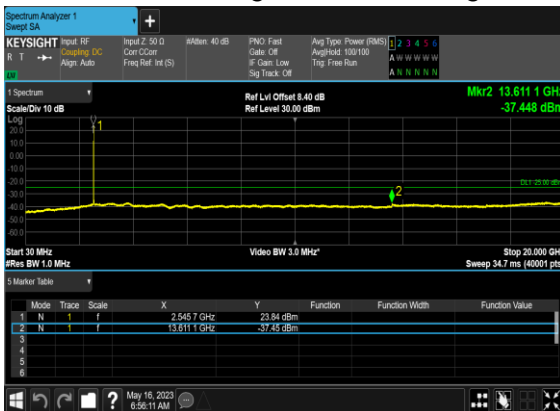 Spectrum Analyzer 1
Swept SA
KEYSIGHT Input: RF Input Z: 50 Ω #Atten: 40 dB PNO: Fast Avg Type: Power (RMS) 1 2 3 4 5 6
R T Coupling: DC Corr CCorr Gate: Off Avg|Hold: 100/100 A W W W W W
Align: Auto Freq Ref: Int (S) IF Gain: Low Trig: Free Run
Sig Track: Off A N N N N N
LXI
1 Spectrum Ref Lvl Offset 8.40 dB Mkr2 13.611 1 GHz
Scale/Div 10 dB Ref Level 30.00 dBm -37.448 dBm
Log
20.0 1
10.0
0.00
-10.0
-20.0 DL1 -25.00 dBm
-30.0 2
-40.0
-50.0
-60.0
Start 30 MHz Video BW 3.0 MHz* Stop 20.000 GHz
#Res BW 1.0 MHz Sweep 34.7 ms (40001 pts)
5 Marker Table
Mode Trace Scale X Y Function Function Width Function Value
1 N 1 f 2.545 7 GHz 23.84 dBm
2 N 1 f 13.611 1 GHz -37.45 dBm
3
4
5
6
? May 16, 2023
6:56:11 AM